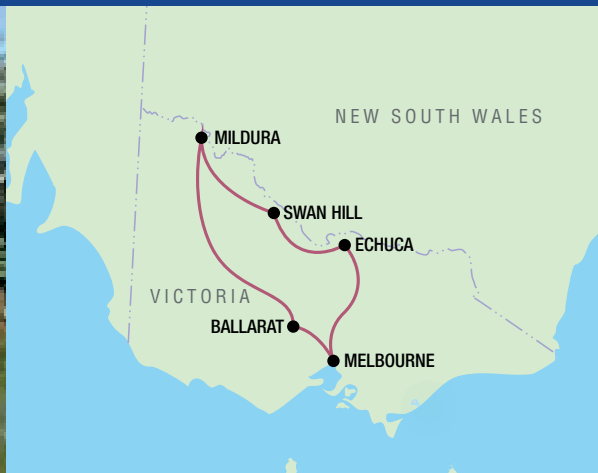 NEW SOUTH WALES
MILDURA
SWAN HILL
ECHUCA
VICTORIA
BALLARAT
MELBOURNE